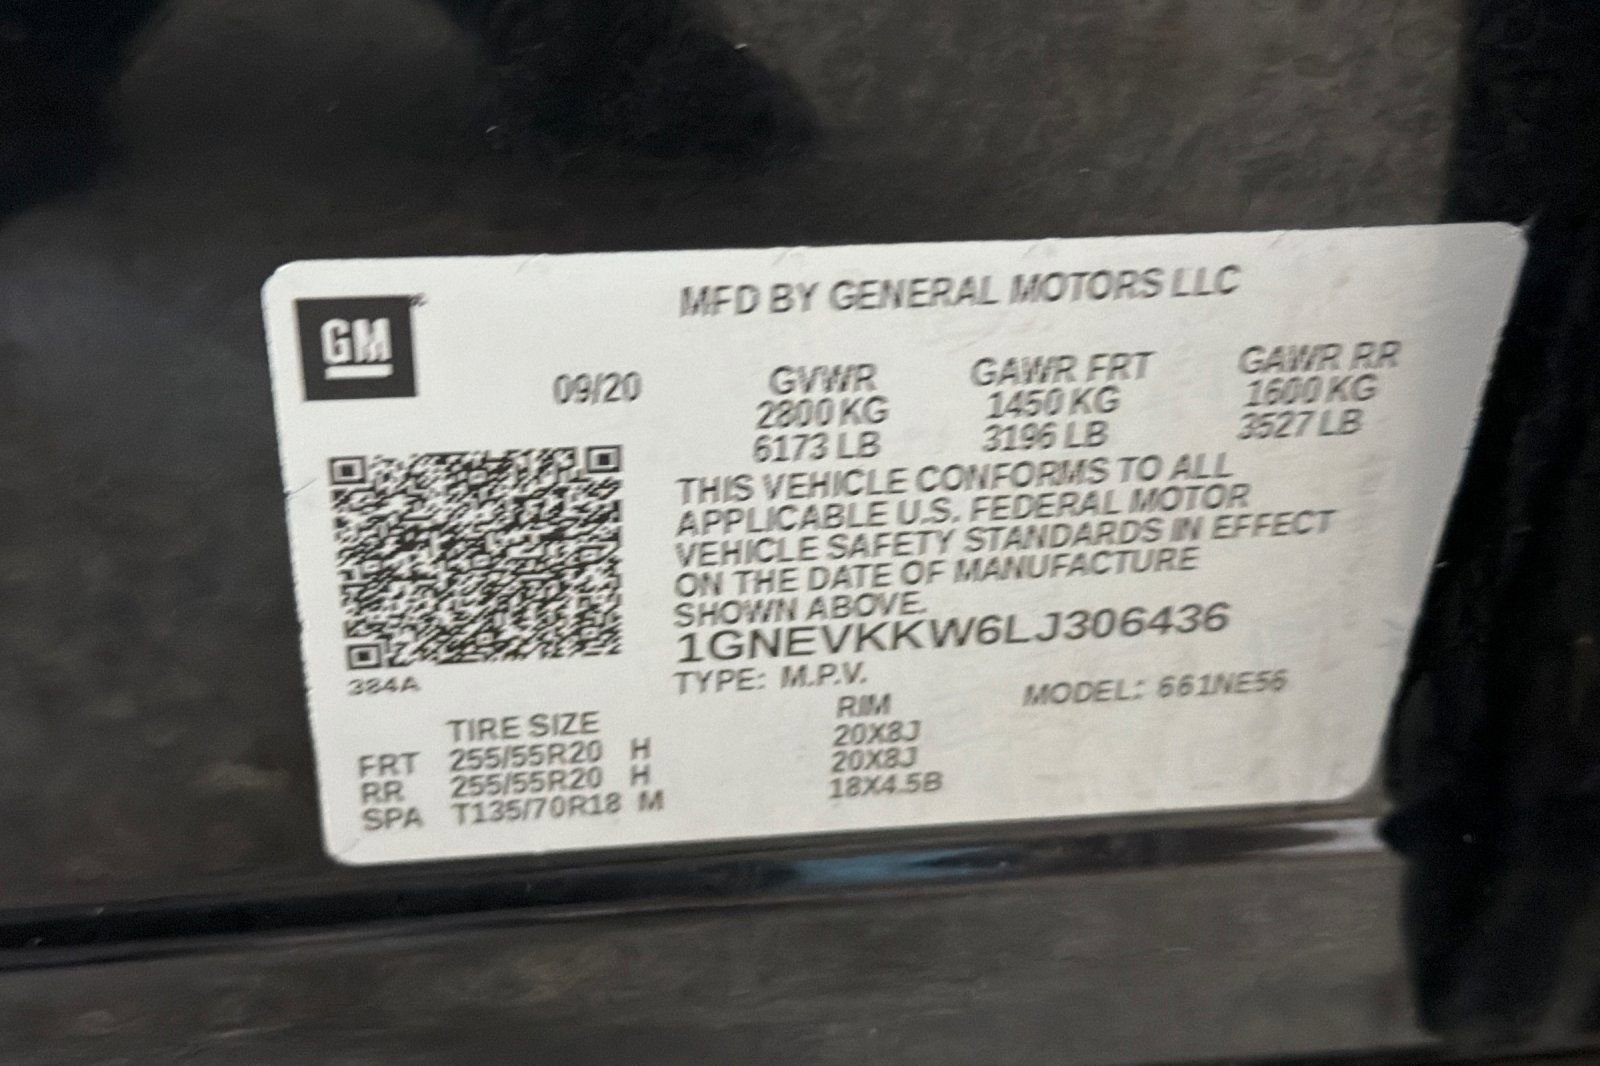 GM
MFD BY GENERAL MOTORS LLC
09/20
GVWR GAWR FRT GAWR RR
2800 KG 1450 KG 1600 KG
6173 LB 3196 LB 3527 LB
THIS VEHICLE CONFORMS TO ALL
APPLICABLE U.S. FEDERAL MOTOR
VEHICLE SAFETY STANDARDS IN EFFECT
ON THE DATE OF MANUFACTURE
SHOWN ABOVE.
1GNEVKKW6LJ306436
384A
TYPE: M.P.V. MODEL: 661NE56
TIRE SIZE RIM
FRT 255/55R20 H 20X8J
RR 255/55R20 H 20X8J
SPA T135/70R18 M 18X4.5B